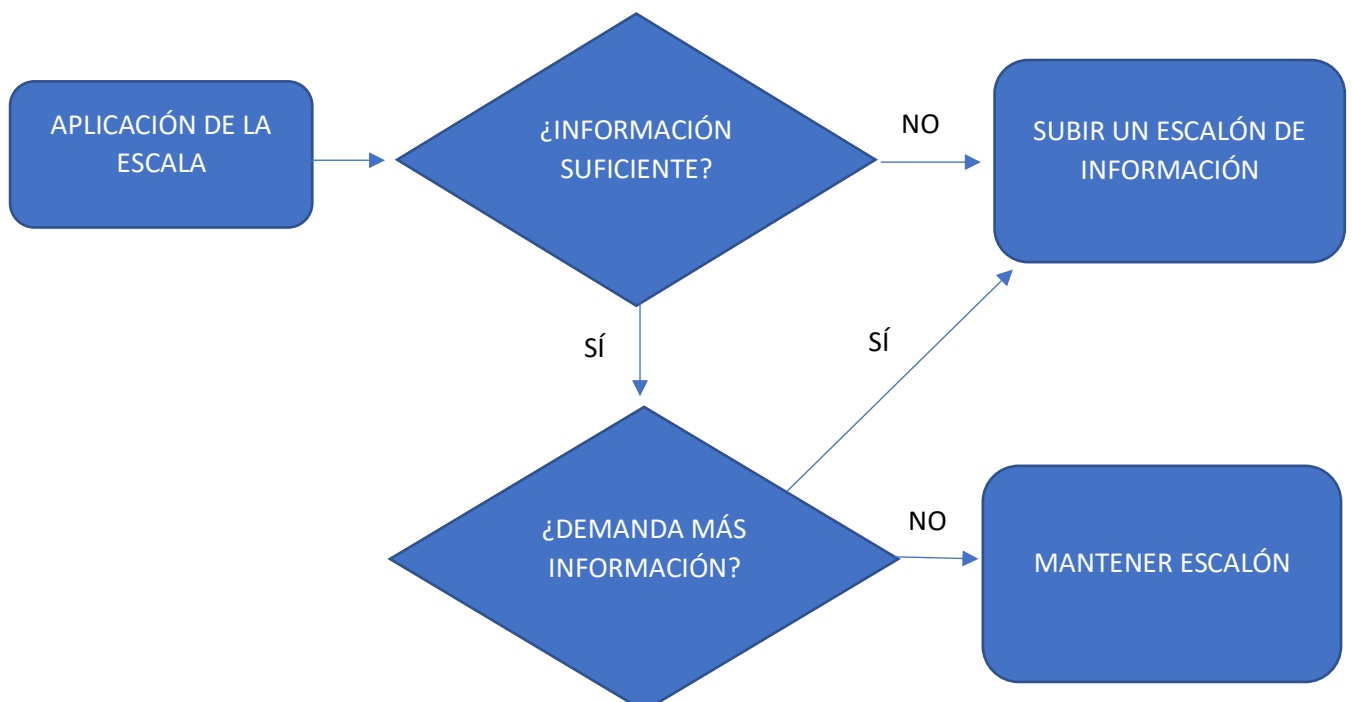 APLICACIÓN DE LA
ESCALA
¿INFORMACIÓN
SUFICIENTE?
NO
SUBIR UN ESCALÓN DE
INFORMACIÓN
SÍ
SÍ
¿DEMANDA MÁS
INFORMACIÓN?
NO
MANTENER ESCALÓN